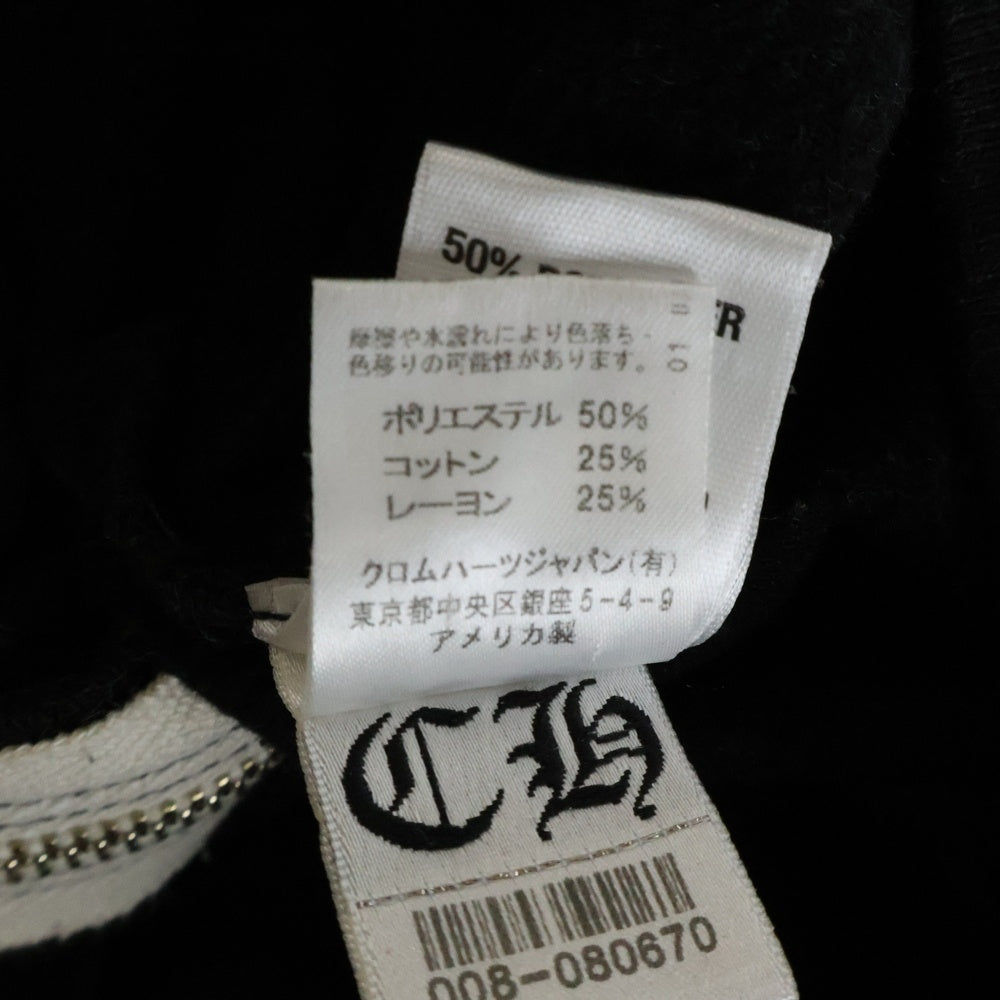 50%
ER
摩擦や水濡れにより色落ち・
色移りの可能性があります。
01
ポリエステル 50%
コットン 25%
レーヨン 25%
クロムハーツジャパン(有)
東京都中央区銀座5-4-9
アメリカ製
CH
008-080670